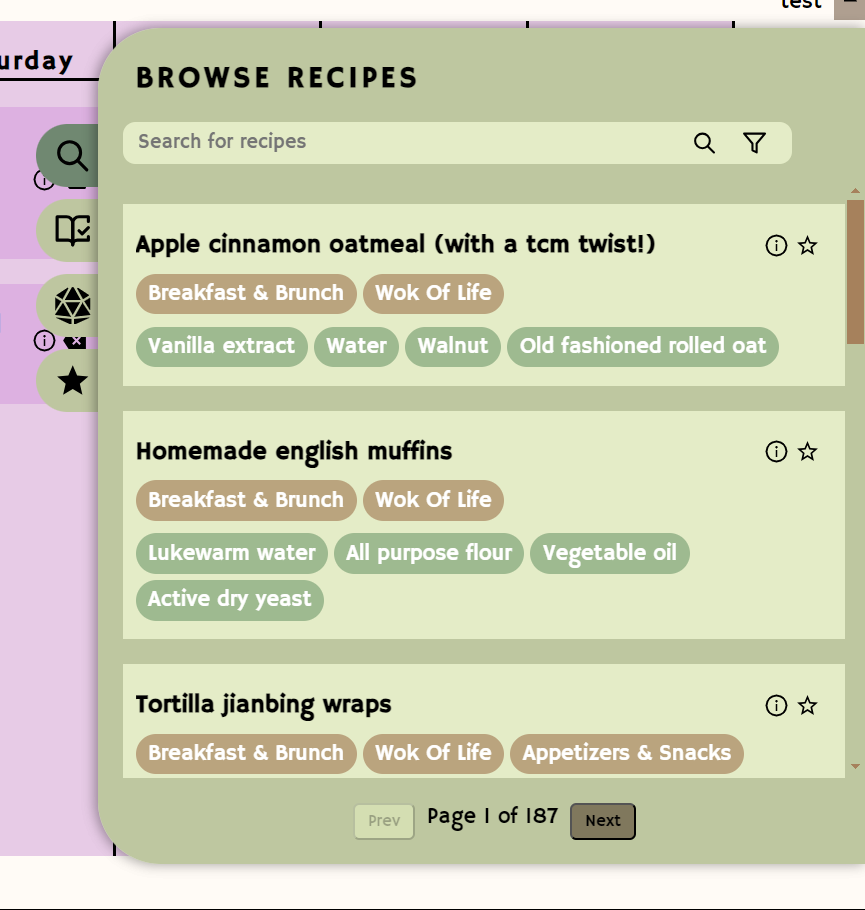 test
urday
BROWSE RECIPES
Search for recipes
Apple cinnamon oatmeal (with a tcm twist!)
Breakfast & Brunch Wok Of Life
Vanilla extract Water Walnut Old fashioned rolled oat
Homemade english muffins
Breakfast & Brunch Wok Of Life
Lukewarm water All purpose flour Vegetable oil
Active dry yeast
Tortilla jianbing wraps
Breakfast & Brunch Wok Of Life Appetizers & Snacks
Prev Page 1 of 187 Next